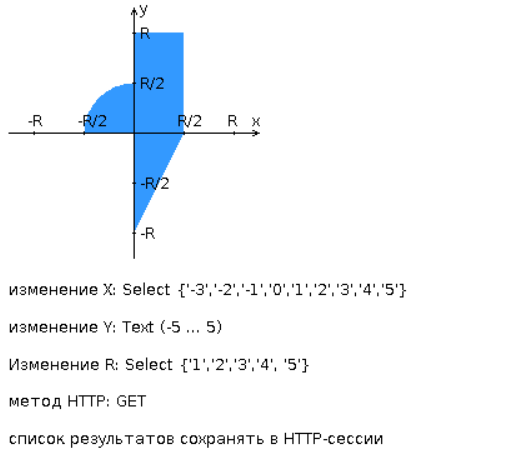 y
R
R/2
-R -R/2 R/2 R x
-R/2
-R
изменение X: Select {'-3','-2','-1','0','1','2','3','4','5'}
изменение Y: Text (-5 ... 5)
Изменение R: Select {'1','2','3','4', '5'}
метод HTTP: GET
список результатов сохранять в HTTP-сессии